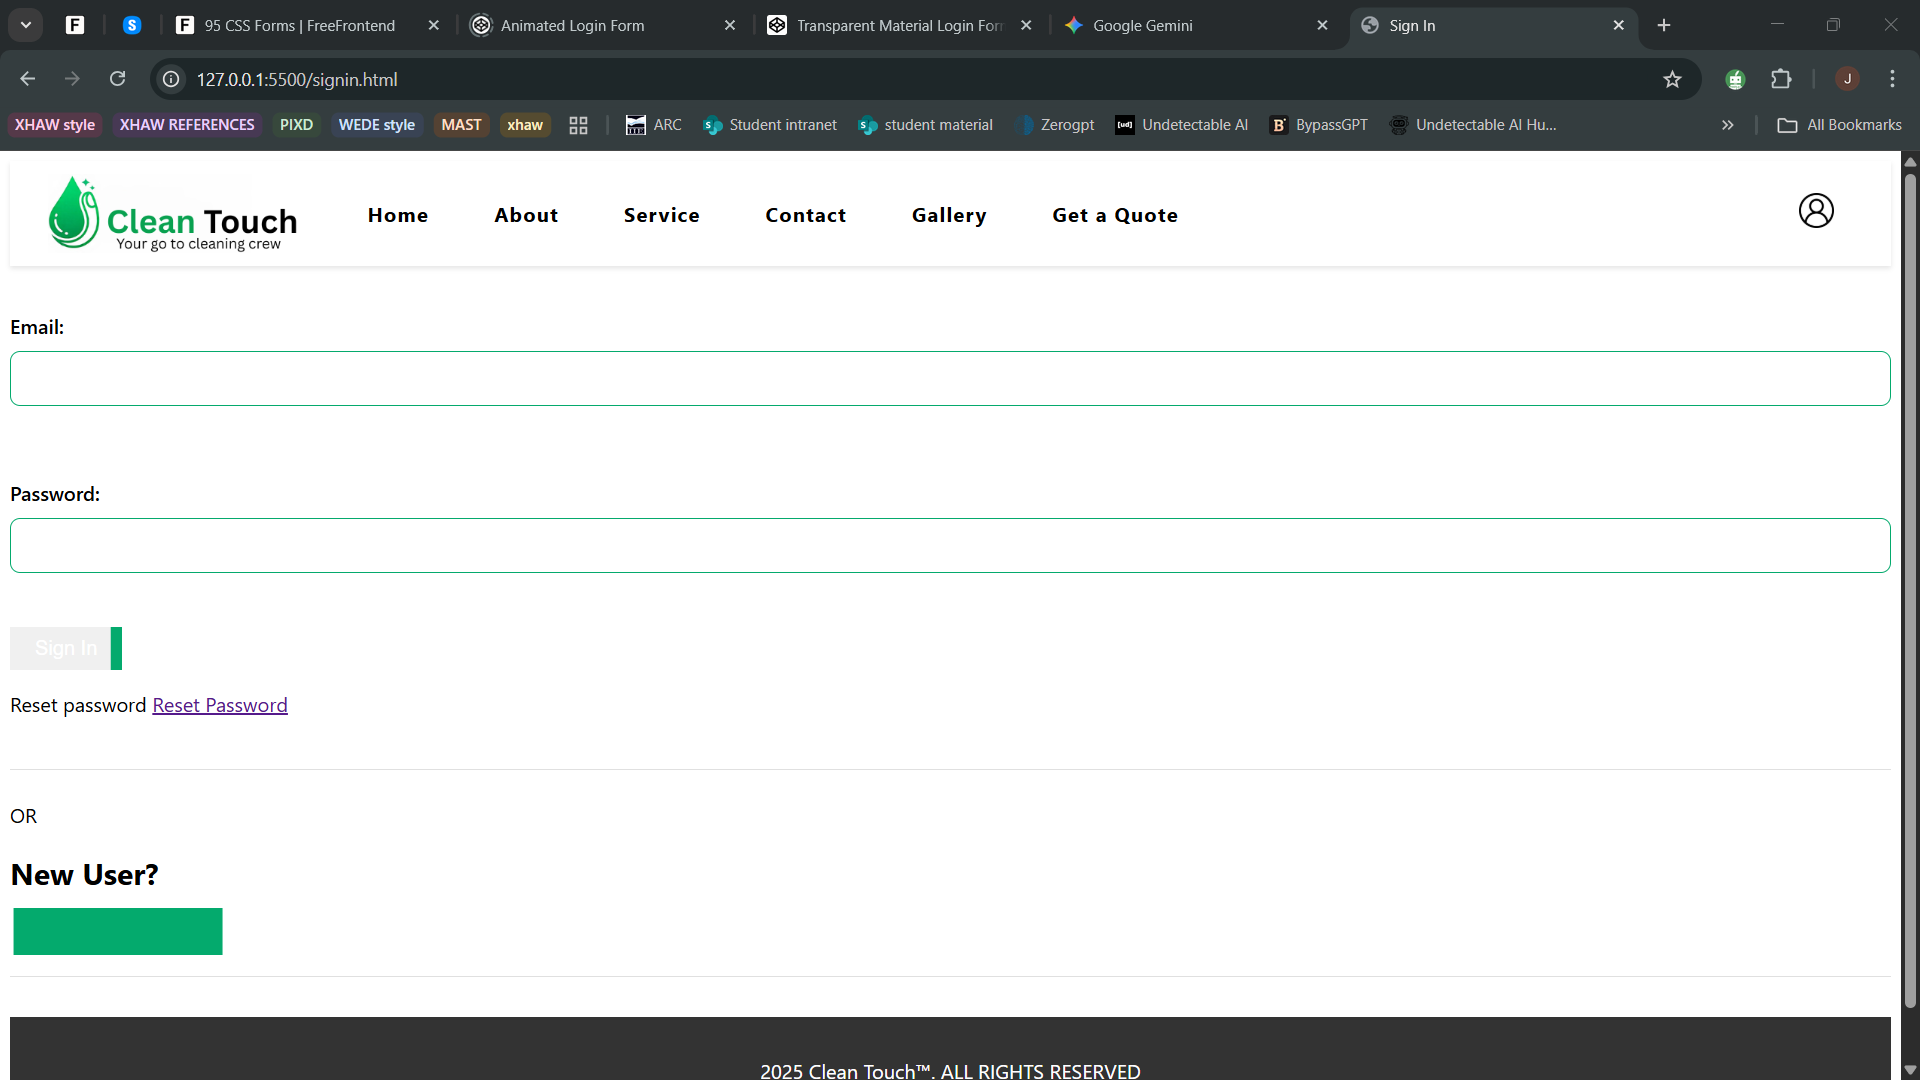 F
S
F 95 CSS Forms | FreeFrontend
Animated Login Form
Transparent Material Login For
Google Gemini
Sign In
127.0.0.1:5500/signin.html
J
XHAW style
XHAW REFERENCES
PIXD
WEDE style
MAST
xhaw
ARC
Student intranet
student material
Zerogpt
Undetectable AI
BypassGPT
Undetectable AI Hu...
All Bookmarks
Clean Touch
Your go to cleaning crew
Home
About
Service
Contact
Gallery
Get a Quote
Email:
Password:
Sign In
Reset password Reset Password
OR
New User?
2025 Clean Touch™. ALL RIGHTS RESERVED